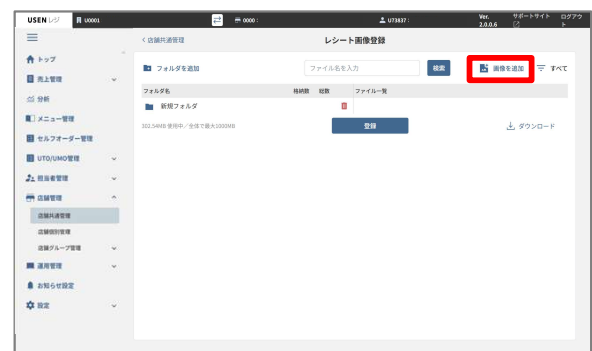 USEN レジ U0001 0000 : U73837 : Ver. 2.0.0.6 サポートサイト ログアウト
< 店舗共通管理 レシート画像登録
トップ
売上管理
分析
メニュー管理
セルフオーダー管理
UTO/UMO管理
担当者管理
店舗管理
店舗共通管理
店舗個別管理
店舗グループ管理
運用管理
お知らせ設定
設定
フォルダを追加 ファイル名を入力 検索 画像を追加 すべて
フォルダ名 格納数 総数 ファイル一覧
新規フォルダ
302.54MB 使用中／全体で最大1000MB 登録 ダウンロード